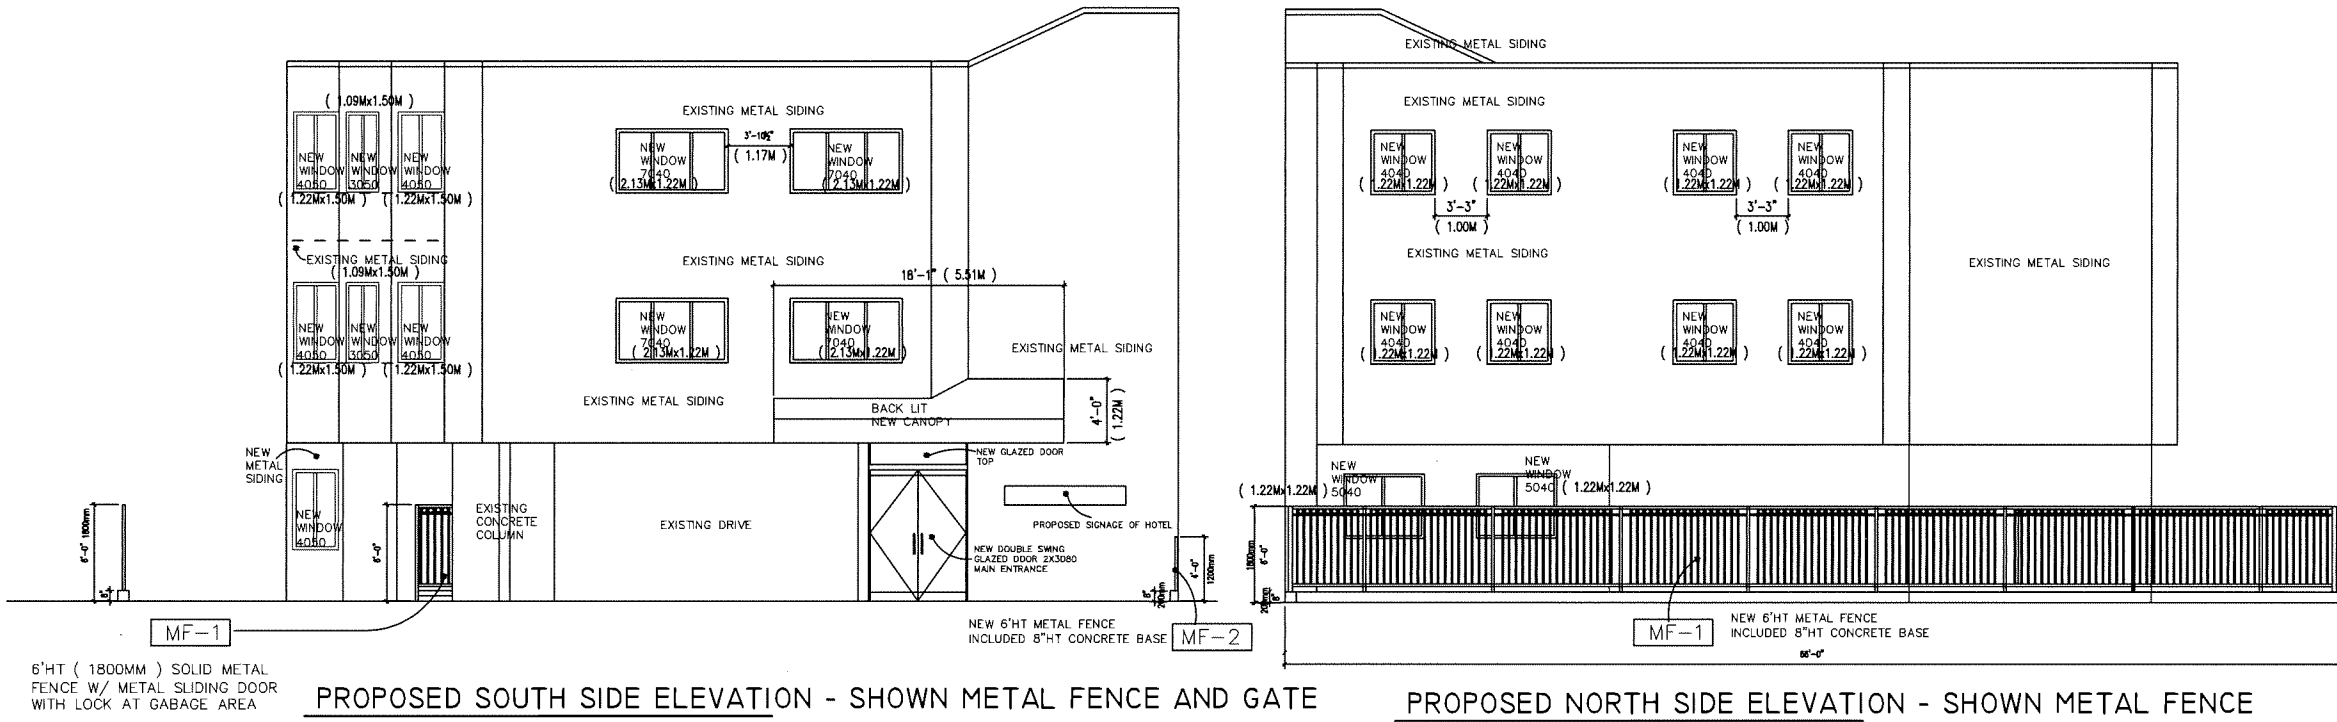 ( 1.09Mx1.50M )
EXISTING METAL SIDING
3'-10½"
( 1.17M )
NEW
WINDOW
4050
NEW
WINDOW
3050
NEW
WINDOW
4050
NEW
WINDOW
7040
( 2.13Mx1.22M )
NEW
WINDOW
7040
( 2.13Mx1.22M )
( 1.22Mx1.50M )
( 1.22Mx1.50M )
EXISTING METAL SIDING
( 1.09Mx1.50M )
EXISTING METAL SIDING
18'-1" ( 5.51M )
NEW
WINDOW
4050
NEW
WINDOW
3050
NEW
WINDOW
4050
NEW
WINDOW
7040
( 2.13Mx1.22M )
NEW
WINDOW
7040
( 2.13Mx1.22M )
( 1.22Mx1.50M )
( 1.22Mx1.50M )
EXISTING METAL SIDING
EXISTING METAL SIDING
BACK LIT
NEW CANOPY
4'-0"
( 1.22M )
NEW
METAL
SIDING
NEW GLAZED DOOR
TOP
NEW
WINDOW
4050
EXISTING
CONCRETE
COLUMN
EXISTING DRIVE
PROPOSED SIGNAGE OF HOTEL
NEW DOUBLE SWING
GLAZED DOOR 2X3080
MAIN ENTRANCE
6'-0" 1800mm
8"
6'-0"
4'-0"
1200mm
8"
200mm
MF-1
6'HT ( 1800MM ) SOLID METAL
FENCE W/ METAL SLIDING DOOR
WITH LOCK AT GABAGE AREA
NEW 6'HT METAL FENCE
INCLUDED 8"HT CONCRETE BASE
MF-2
PROPOSED SOUTH SIDE ELEVATION - SHOWN METAL FENCE AND GATE
EXISTING METAL SIDING
EXISTING METAL SIDING
NEW
WINDOW
4040
( 1.22Mx1.22M )
NEW
WINDOW
4040
( 1.22Mx1.22M )
NEW
WINDOW
4040
( 1.22Mx1.22M )
NEW
WINDOW
4040
( 1.22Mx1.22M )
3'-3"
( 1.00M )
3'-3"
( 1.00M )
EXISTING METAL SIDING
EXISTING METAL SIDING
NEW
WINDOW
4040
( 1.22Mx1.22M )
NEW
WINDOW
4040
( 1.22Mx1.22M )
NEW
WINDOW
4040
( 1.22Mx1.22M )
NEW
WINDOW
4040
( 1.22Mx1.22M )
NEW
WINDOW
5040
( 1.22Mx1.22M )
NEW
WINDOW
5040
( 1.22Mx1.22M )
1800mm
6'-0"
200mm
8"
MF-1
NEW 6'HT METAL FENCE
INCLUDED 8"HT CONCRETE BASE
66'-0"
PROPOSED NORTH SIDE ELEVATION - SHOWN METAL FENCE